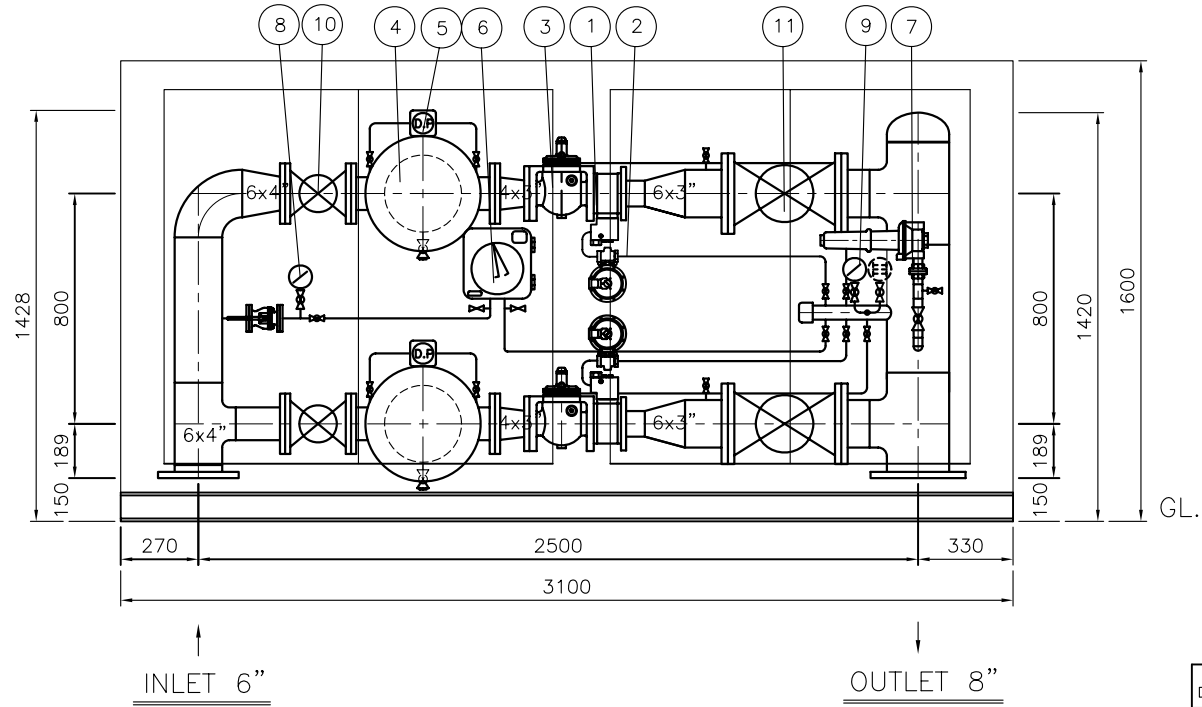 8 10 4 5 6 3 1 2 11 9 7
D.P
6x4” 4x3” 6x3”
1428 800 800 1420 1600
D.P
6x4” 4x3” 6x3”
189 189
150 150
GL.
270 2500 330
3100
INLET 6” OUTLET 8”